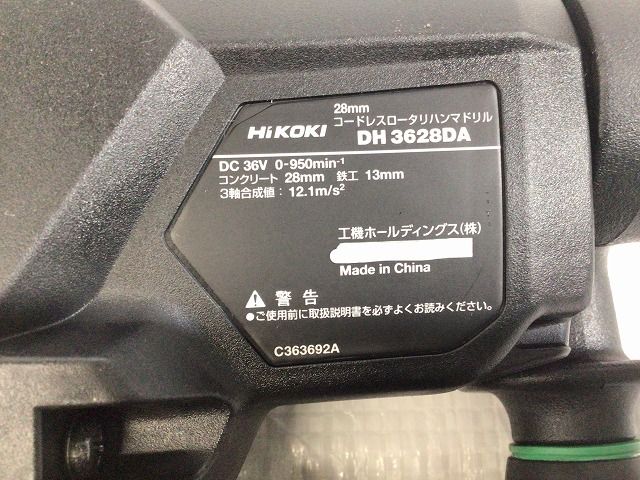 28mm
コードレスロータリハンマドリル
HiKOKI DH 3628DA
DC 36V 0-950min-1
コンクリート 28mm 鉄工 13mm
3軸合成値：12.1m/s2
工機ホールディングス(株)
Made in China
警告
●ご使用前に取扱説明書を必ずよくお読みください。
C363692A